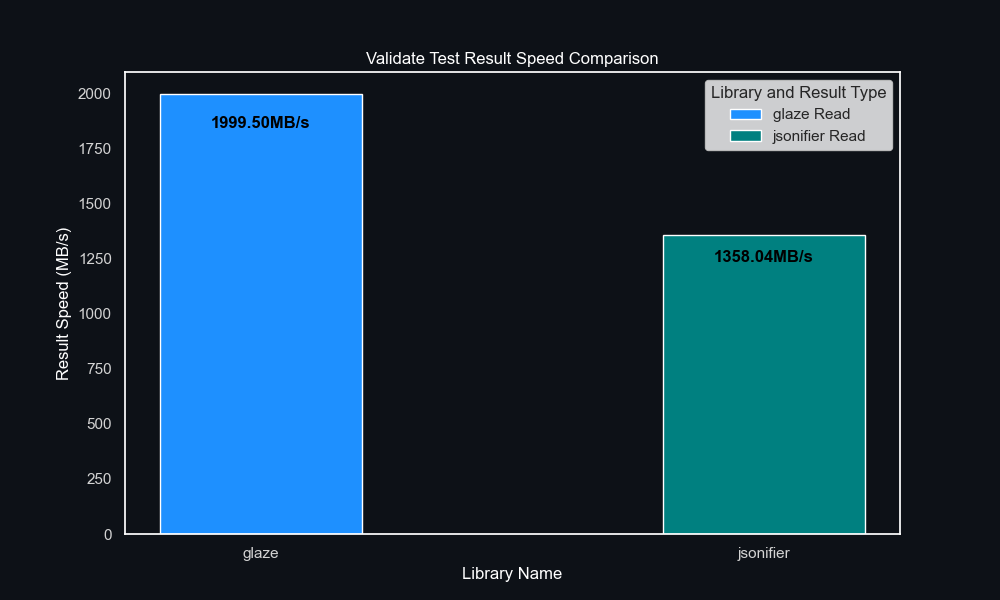 Validate Test Result Speed Comparison
Library and Result Type
glaze Read
jsonifier Read
1999.50MB/s
1358.04MB/s
Result Speed (MB/s)
2000
1750
1500
1250
1000
750
500
250
0
glaze
jsonifier
Library Name